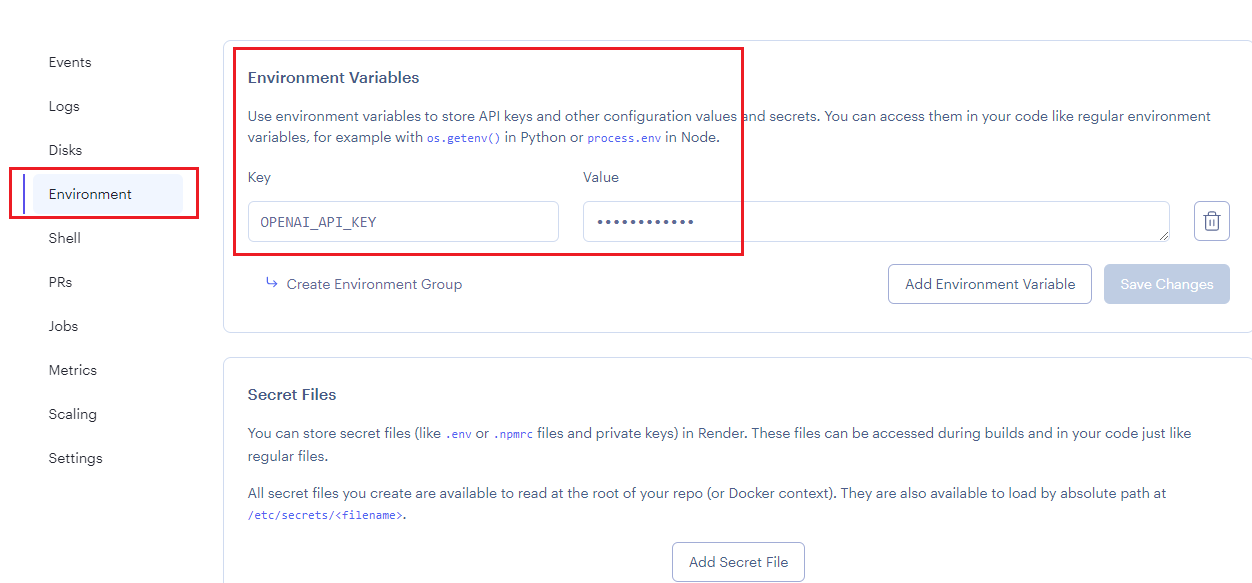 Events
Logs
Disks
Environment
Shell
PRs
Jobs
Metrics
Scaling
Settings
Environment Variables
Use environment variables to store API keys and other configuration values and secrets. You can access them in your code like regular environment
variables, for example with os.getenv() in Python or process.env in Node.
Key
Value
OPENAI_API_KEY
••••••••••••
Create Environment Group
Add Environment Variable
Save Changes
Secret Files
You can store secret files (like .env or .npmrc files and private keys) in Render. These files can be accessed during builds and in your code just like
regular files.
All secret files you create are available to read at the root of your repo (or Docker context). They are also available to load by absolute path at
/etc/secrets/<filename>.
Add Secret File